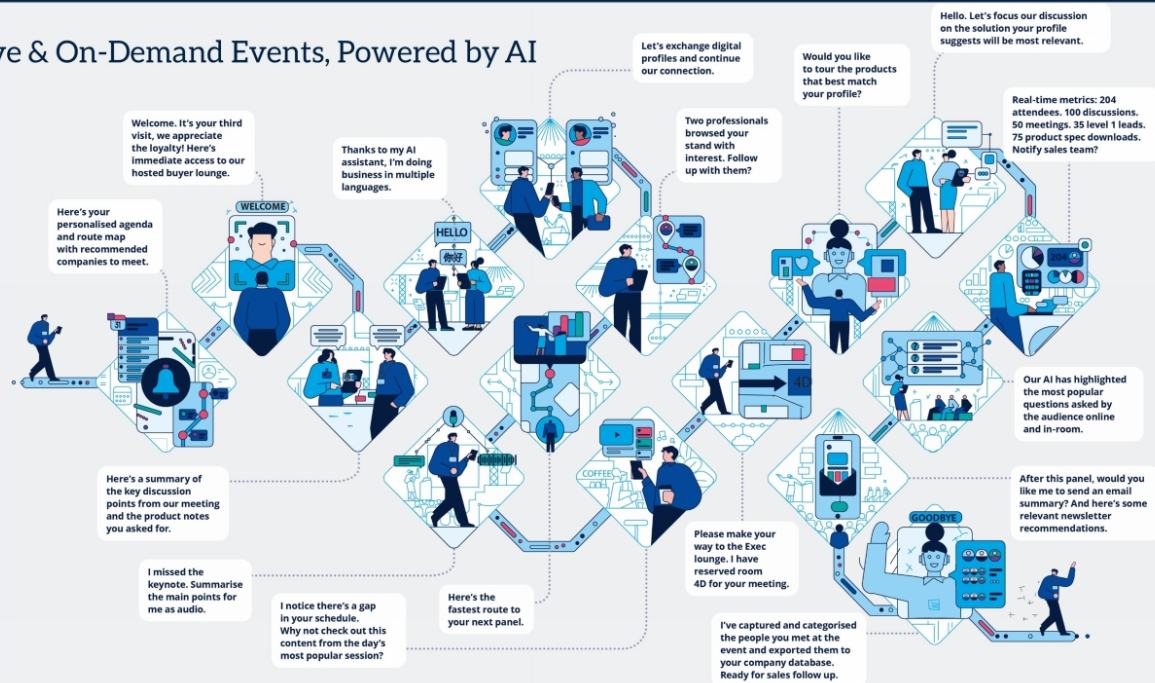 ve & On-Demand Events, Powered by AI
Hello. Let's focus our discussion
on the solution your profile
suggests will be most relevant.
Let's exchange digital
profiles and continue
our connection.
Would you like
to tour the products
that best match
your profile?
Real-time metrics: 204
attendees. 100 discussions.
50 meetings. 35 level 1 leads.
75 product spec downloads.
Notify sales team?
Welcome. It's your third
visit, we appreciate
the loyalty! Here's
immediate access to our
hosted buyer lounge.
Two professionals
browsed your
stand with
interest. Follow
up with them?
Thanks to my AI
assistant, I'm doing
business in multiple
languages.
Here's your
personalised agenda
and route map
with recommended
companies to meet.
WELCOME
HELLO
你好
204
31
4D
Our AI has highlighted
the most popular
questions asked by
the audience online
and in-room.
COFFEE
Here's a summary of
the key discussion
points from our meeting
and the product notes
you asked for.
After this panel, would you
like me to send an email
summary? And here's some
relevant newsletter
recommendations.
GOODBYE
Please make your
way to the Exec
lounge. I have
reserved room
4D for your meeting.
I missed the
keynote. Summarise
the main points for
me as audio.
Here's the
fastest route to
your next panel.
I notice there's a gap
in your schedule.
Why not check out this
content from the day's
most popular session?
I've captured and categorised
the people you met at the
event and exported them to
your company database.
Ready for sales follow up.